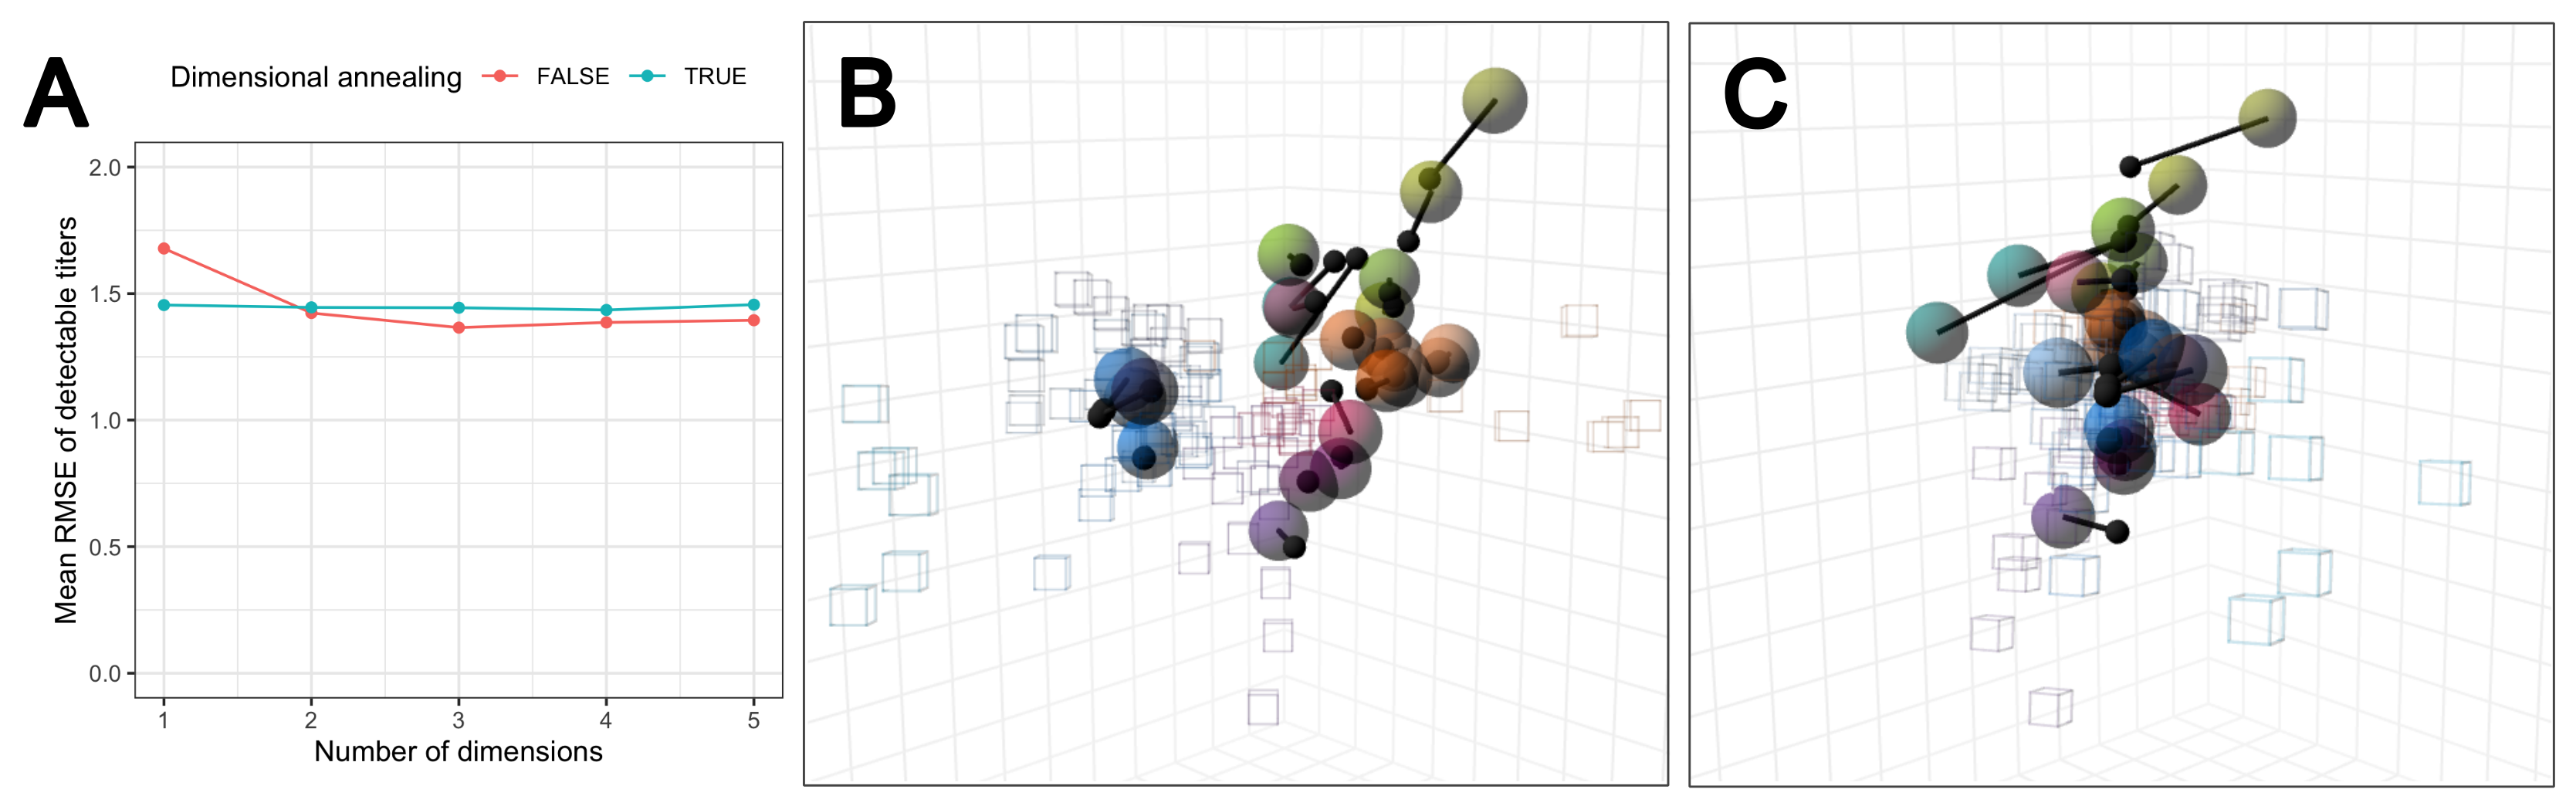 A
Dimensional annealing FALSE TRUE
2.0
1.5
1.0
0.5
0.0
Mean RMSE of detectable titers
1 2 3 4 5
Number of dimensions
B
C